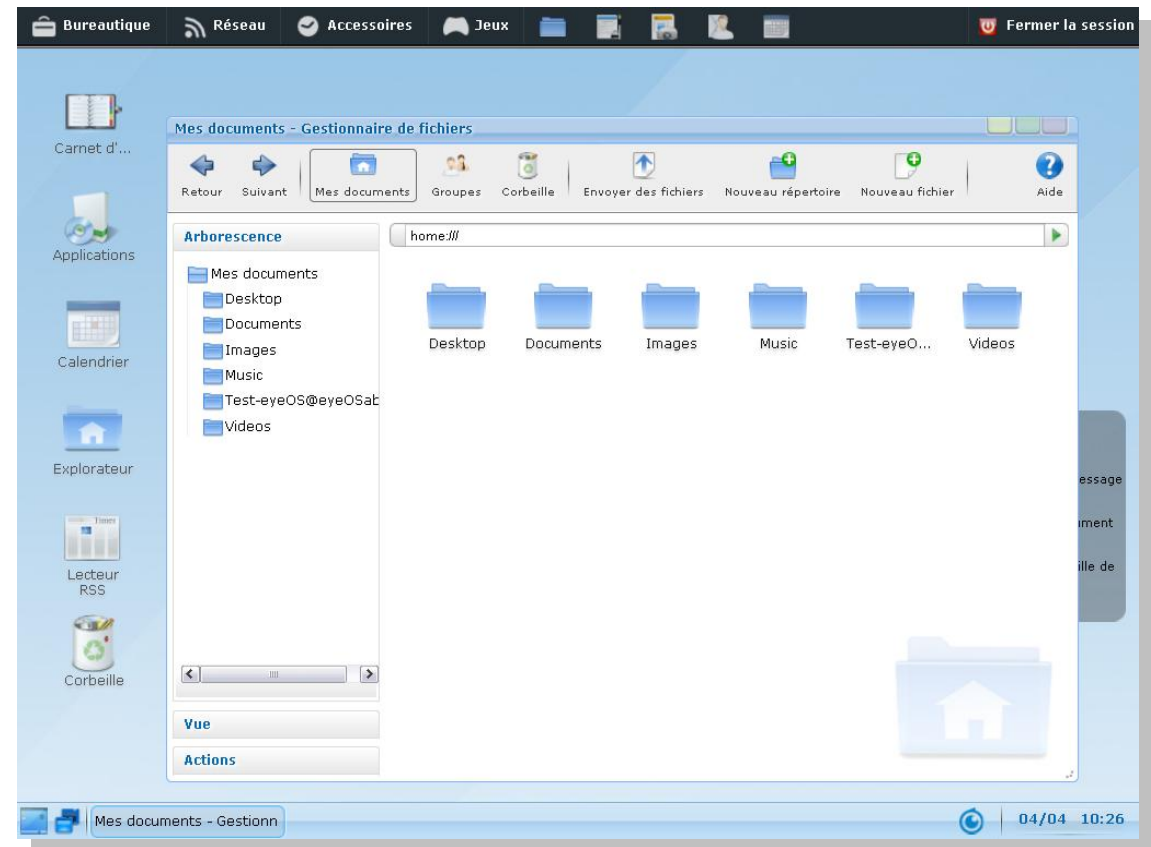 Bureautique Réseau Accessoires Jeux Fermer la session
Carnet d'...
Applications
Calendrier
Explorateur
Times
Lecteur
RSS
Corbeille
Mes documents - Gestionnaire de fichiers
Retour Suivant Mes documents Groupes Corbeille Envoyer des fichiers Nouveau répertoire Nouveau fichier Aide
Arborescence
home:///
Mes documents
Desktop
Documents
Images
Music
Test-eyeOS@eyeOSab
Videos
Vue
Actions
Desktop Documents Images Music Test-eyeO... Videos
essage
ument
ille de
Mes documents - Gestionn
04/04 10:26